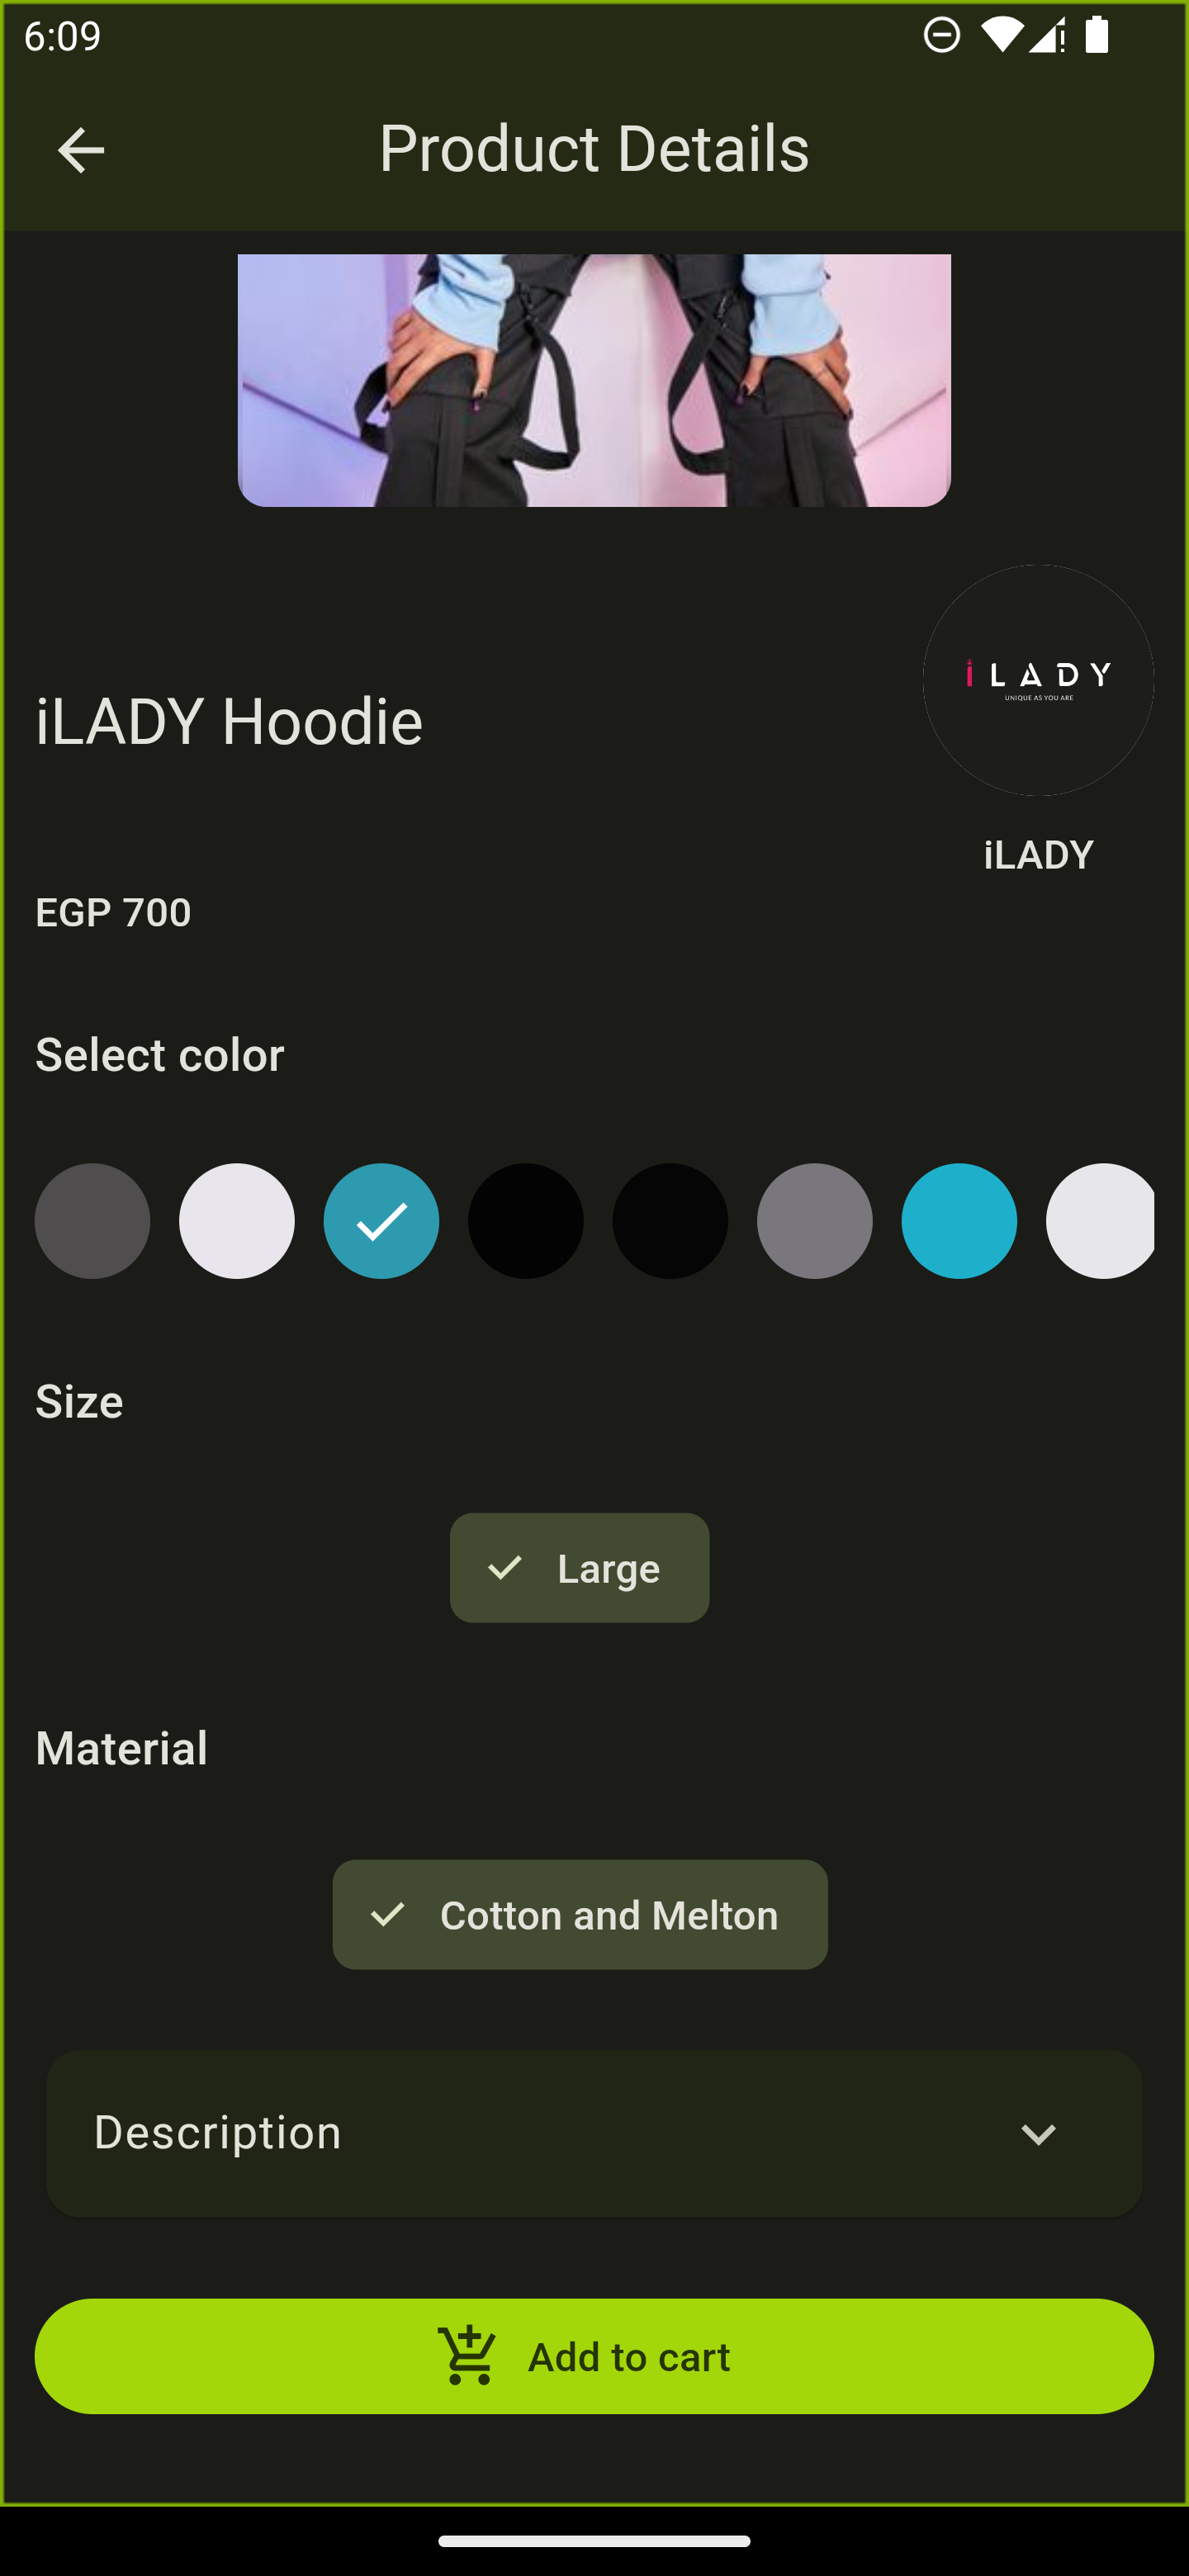 6:09
Product Details
iLADY Hoodie
iLADY
UNIQUE AS YOU ARE
iLADY
EGP 700
Select color
Size
Large
Material
Cotton and Melton
Description
Add to cart